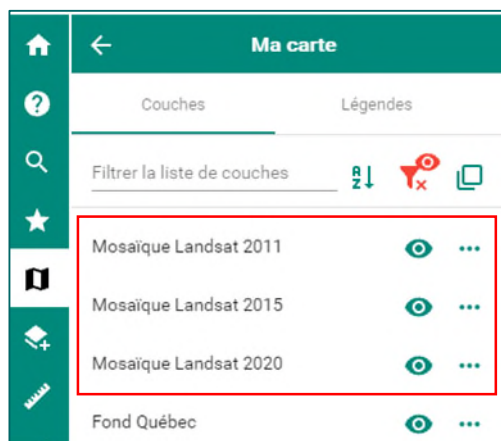 Ma carte
Couches Légendes
Filtrer la liste de couches
Mosaïque Landsat 2011
Mosaïque Landsat 2015
Mosaïque Landsat 2020
Fond Québec